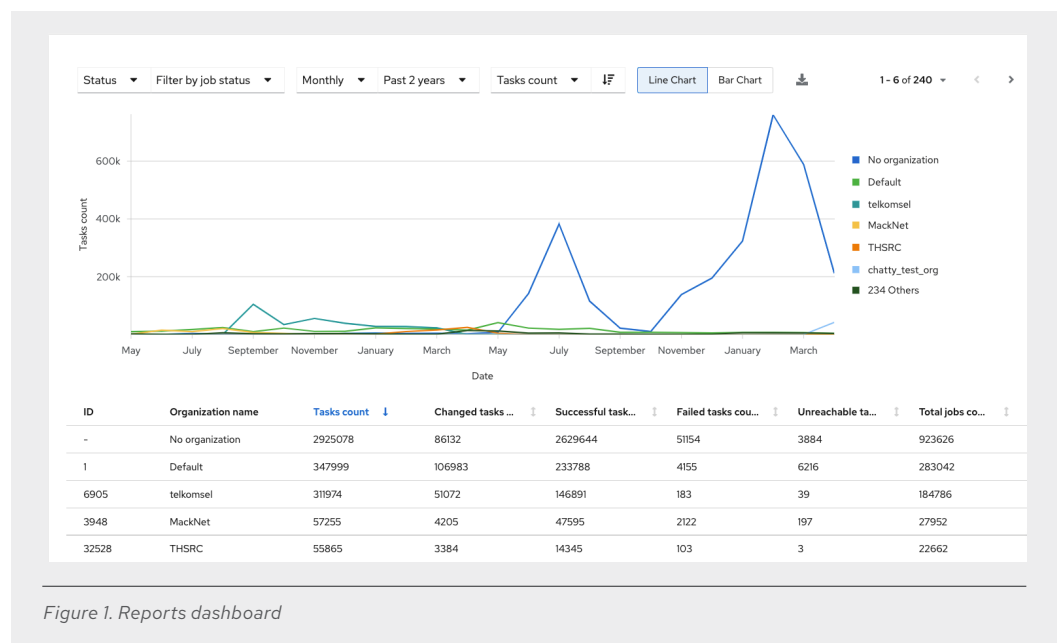 Status Filter by job status Monthly Past 2 years Tasks count Line Chart Bar Chart 1 - 6 of 240
600k
400k
200k
Tasks count
No organization
Default
telkomsel
MackNet
THSRC
chatty_test_org
234 Others
May July September November January March May July September November January March
Date
ID Organization name Tasks count Changed tasks ... Successful task... Failed tasks cou... Unreachable ta... Total jobs co...
- No organization 2925078 86132 2629644 51154 3884 923626
1 Default 347999 106983 233788 4155 6216 283042
6905 telkomsel 311974 51072 146891 183 39 184786
3948 MackNet 57255 4205 47595 2122 197 27952
32528 THSRC 55865 3384 14345 103 3 22662
Figure 1. Reports dashboard